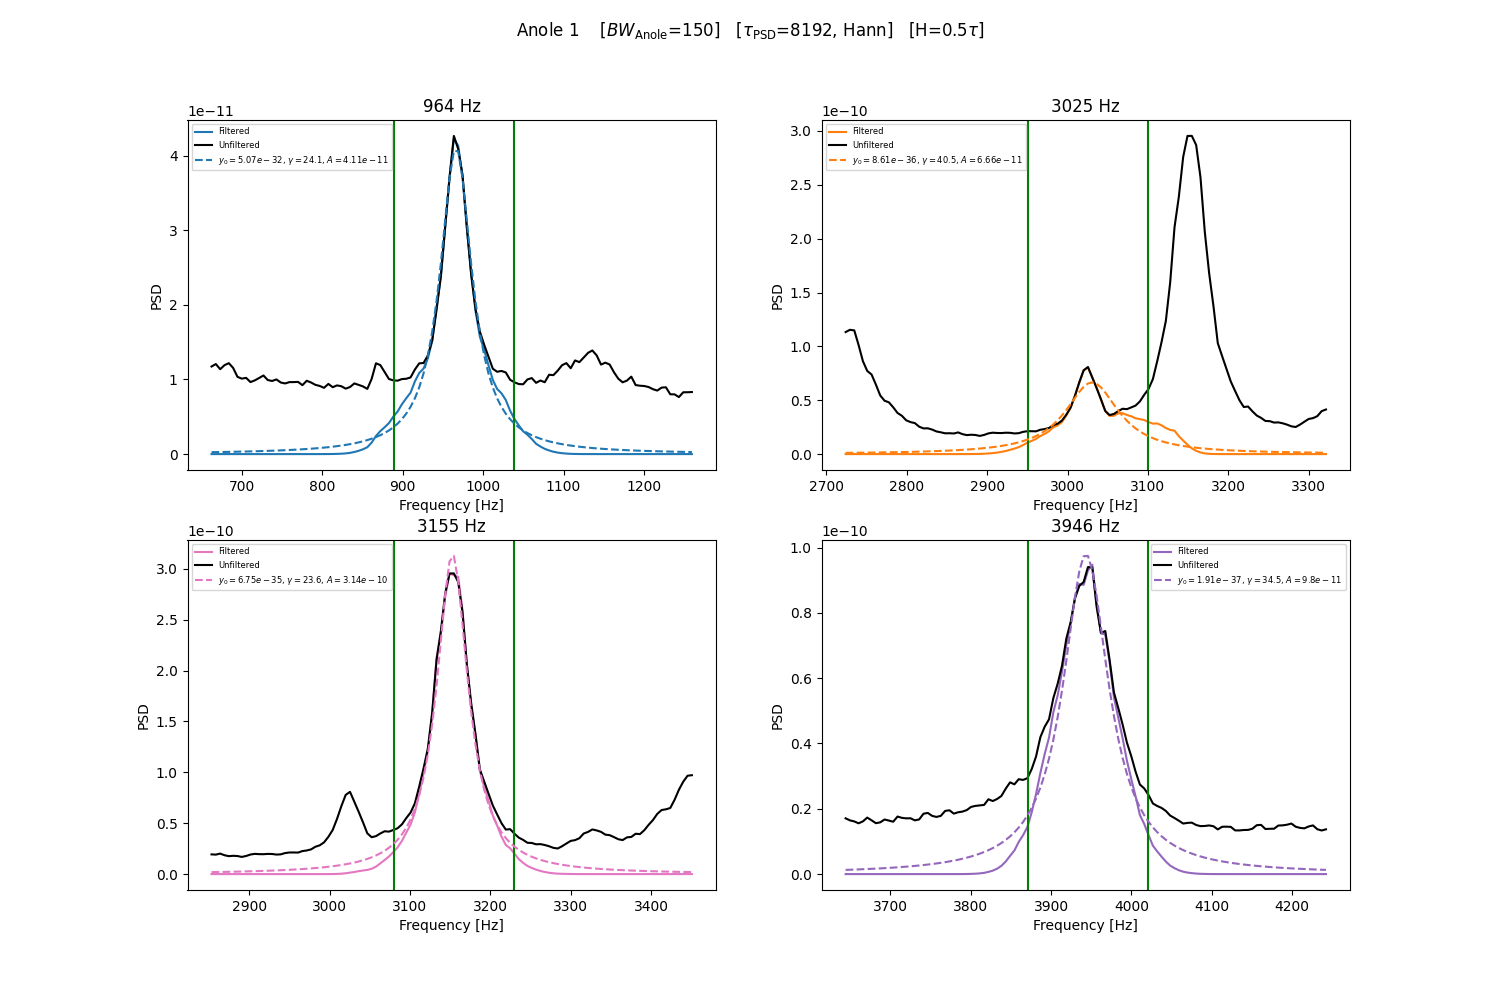 Anole 1 [BW_Anole=150] [τ_PSD=8192, Hann] [H=0.5τ]
964 Hz
1e−11
Filtered
Unfiltered
y₀ = 5.07e − 32, γ = 24.1, A = 4.11e − 11
PSD
4
3
2
1
0
700 800 900 1000 1100 1200
Frequency [Hz]
3025 Hz
1e−10
Filtered
Unfiltered
y₀ = 8.61e − 36, γ = 40.5, A = 6.66e − 11
PSD
3.0
2.5
2.0
1.5
1.0
0.5
0.0
2700 2800 2900 3000 3100 3200 3300
Frequency [Hz]
3155 Hz
1e−10
Filtered
Unfiltered
y₀ = 6.75e − 35, γ = 23.6, A = 3.14e − 10
PSD
3.0
2.5
2.0
1.5
1.0
0.5
0.0
2900 3000 3100 3200 3300 3400
Frequency [Hz]
3946 Hz
1e−10
Filtered
Unfiltered
y₀ = 1.91e − 37, γ = 34.5, A = 9.8e − 11
PSD
1.0
0.8
0.6
0.4
0.2
0.0
3700 3800 3900 4000 4100 4200
Frequency [Hz]